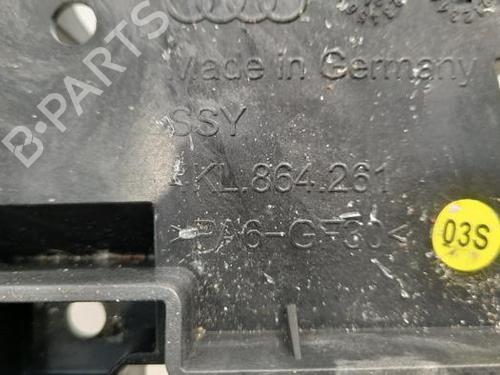 B-PARTS
Made in Germany
SSY
4KL.864.261
>PA6-GF30<
03S